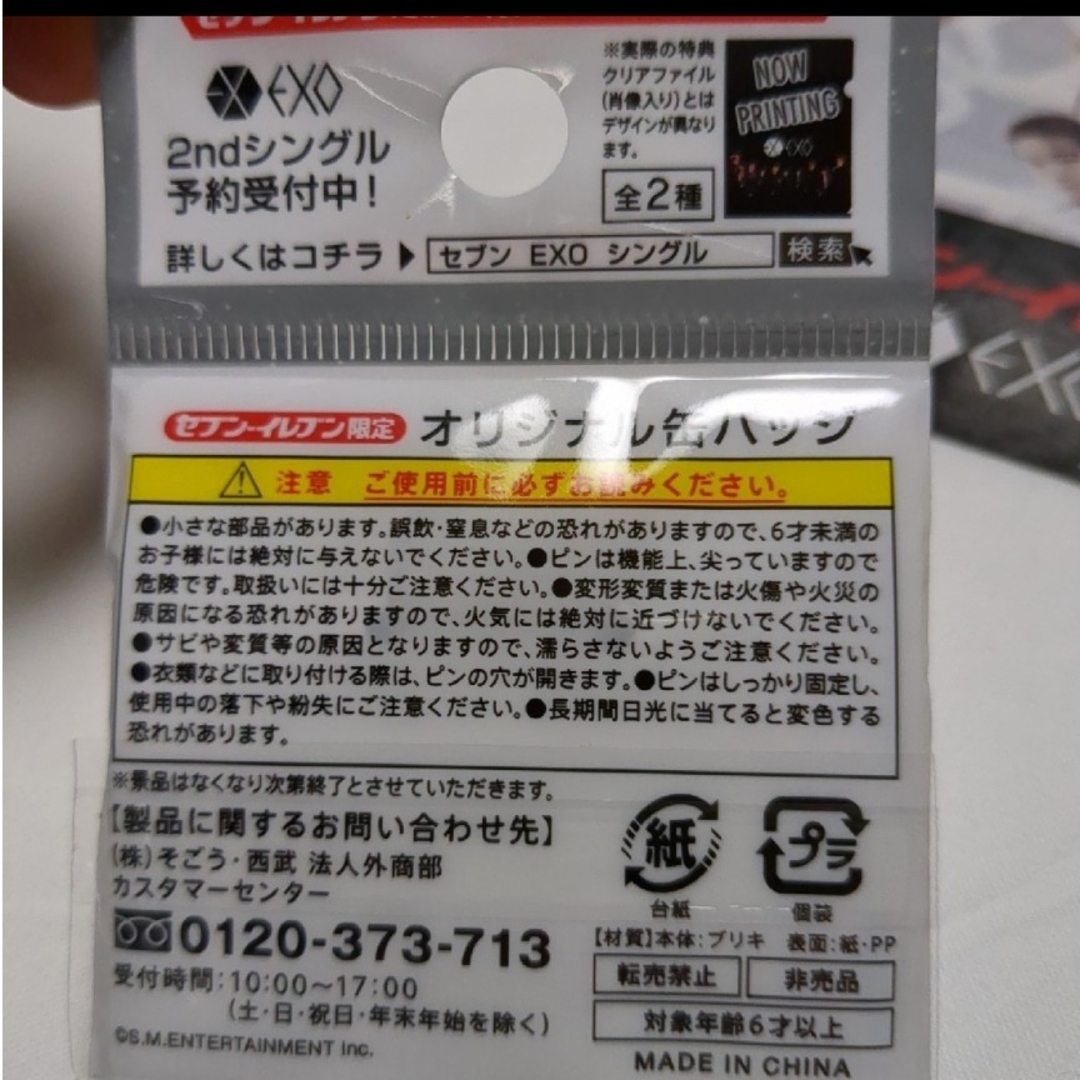 EXO
2ndシングル
予約受付中!
※実際の特典
クリアファイル
(肖像入り)とは
デザインが異なり
ます。
全2種
NOW
PRINTING
EXO
詳しくはコチラ▶ セブン EXO シングル 検索
セブン-イレブン限定 オリジナル缶バッジ
注意 ご使用前に必ずお読みください。
●小さな部品があります。誤飲・窒息などの恐れがありますので、6才未満の
お子様には絶対に与えないでください。●ピンは機能上、尖っていますので
危険です。取扱いには十分ご注意ください。●変形変質または火傷や火災の
原因になる恐れがありますので、火気には絶対に近づけないでください。
●サビや変質等の原因となりますので、濡らさないようご注意ください。
●衣類などに取り付ける際は、ピンの穴が開きます。●ピンはしっかり固定し、
使用中の落下や紛失にご注意ください。●長期間日光に当てると変色する
恐れがあります。
※景品はなくなり次第終了とさせていただきます。
【製品に関するお問い合わせ先】
(株)そごう・西武 法人外商部
カスタマーセンター
0120-373-713
受付時間:10:00~17:00
(土・日・祝日・年末年始を除く)
©S.M.ENTERTAINMENT Inc.
紙
台紙
プラ
個装
【材質】本体:ブリキ 表面:紙・PP
転売禁止 非売品
対象年齢6才以上
MADE IN CHINA
EXO